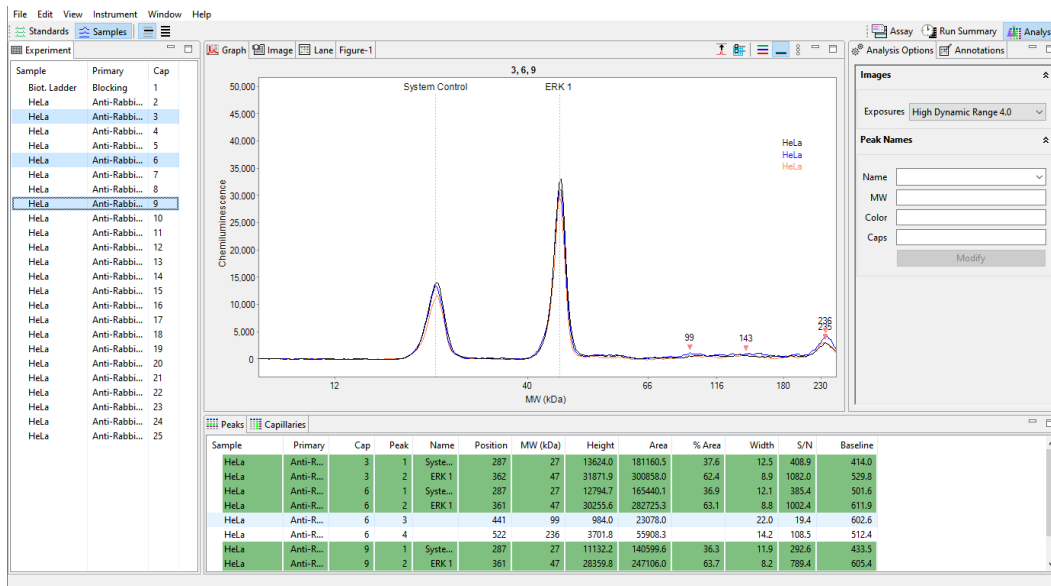 File Edit View Instrument Window Help
Standards Samples Assay Run Summary Analys
Experiment
Sample Primary Cap
Biot. Ladder Blocking 1
HeLa Anti-Rabbi... 2
HeLa Anti-Rabbi... 3
HeLa Anti-Rabbi... 4
HeLa Anti-Rabbi... 5
HeLa Anti-Rabbi... 6
HeLa Anti-Rabbi... 7
HeLa Anti-Rabbi... 8
HeLa Anti-Rabbi... 9
HeLa Anti-Rabbi... 10
HeLa Anti-Rabbi... 11
HeLa Anti-Rabbi... 12
HeLa Anti-Rabbi... 13
HeLa Anti-Rabbi... 14
HeLa Anti-Rabbi... 15
HeLa Anti-Rabbi... 16
HeLa Anti-Rabbi... 17
HeLa Anti-Rabbi... 18
HeLa Anti-Rabbi... 19
HeLa Anti-Rabbi... 20
HeLa Anti-Rabbi... 21
HeLa Anti-Rabbi... 22
HeLa Anti-Rabbi... 23
HeLa Anti-Rabbi... 24
HeLa Anti-Rabbi... 25
Graph Image Lane Figure-1
3, 6, 9
System Control ERK 1
50,000
45,000
40,000
35,000
30,000
25,000
20,000
15,000
10,000
5,000
0
Chemiluminescence
HeLa
HeLa
HeLa
99 143 236
235
12 40 66 116 180 230
MW (kDa)
Analysis Options Annotations
Images
Exposures High Dynamic Range 4.0
Peak Names
Name
MW
Color
Caps
Modify
Peaks Capillaries
Sample Primary Cap Peak Name Position MW (kDa) Height Area % Area Width S/N Baseline
HeLa Anti-R... 3 1 Syste... 287 27 13624.0 181160.5 37.6 12.5 408.9 414.0
HeLa Anti-R... 3 2 ERK 1 362 47 31871.9 300858.0 62.4 8.9 1082.0 529.8
HeLa Anti-R... 6 1 Syste... 287 27 12794.7 165440.1 36.9 12.1 385.4 501.6
HeLa Anti-R... 6 2 ERK 1 361 47 30255.6 282725.3 63.1 8.8 1002.4 611.9
HeLa Anti-R... 6 3 441 99 984.0 23078.0 22.0 19.4 602.6
HeLa Anti-R... 6 4 522 236 3701.8 55908.3 14.2 108.5 512.4
HeLa Anti-R... 9 1 Syste... 287 27 11132.2 140599.6 36.3 11.9 292.6 433.5
HeLa Anti-R... 9 2 ERK 1 361 47 28359.8 247106.0 63.7 8.2 789.4 605.4